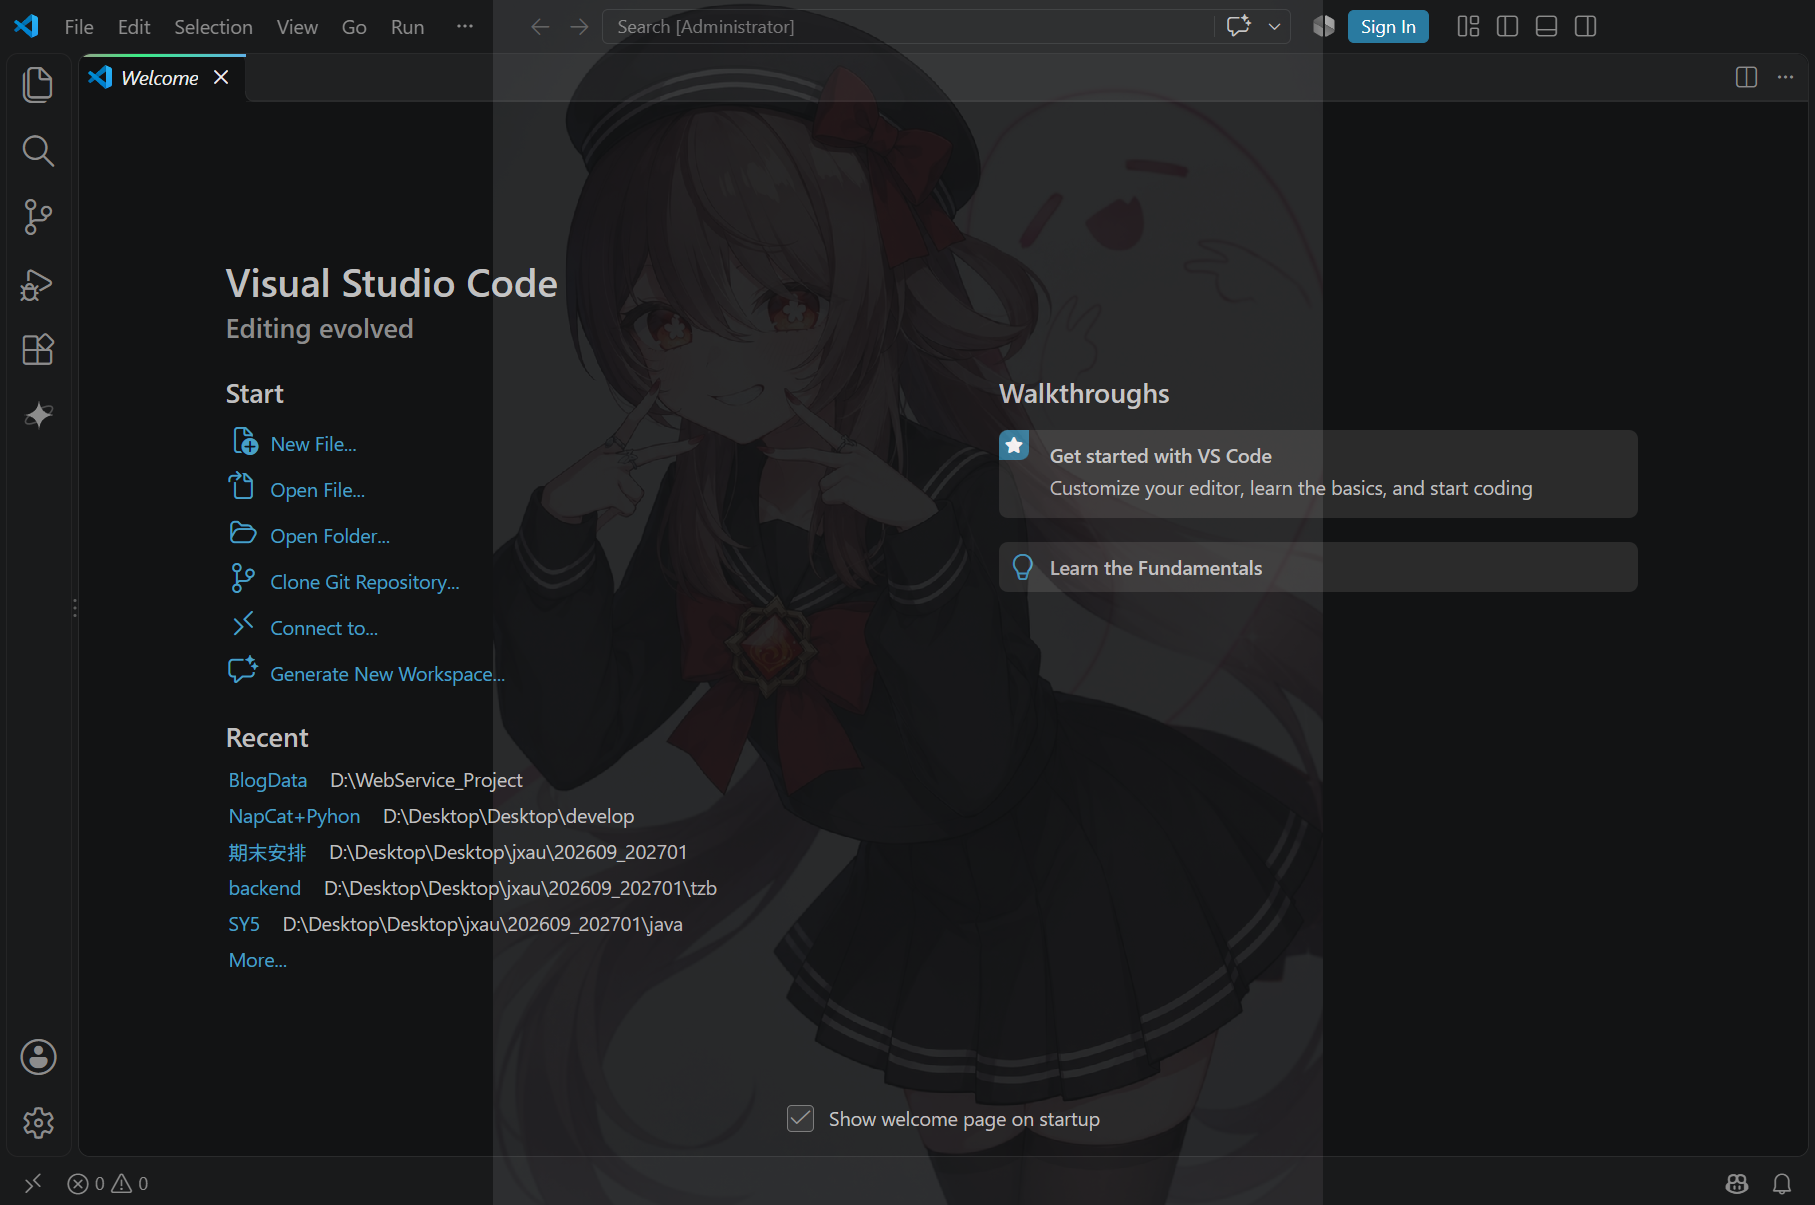 File Edit Selection View Go Run ···
Search [Administrator]
Sign In
Welcome
Visual Studio Code
Editing evolved
Start
New File...
Open File...
Open Folder...
Clone Git Repository...
Connect to...
Generate New Workspace...
Recent
BlogData D:\WebService_Project
NapCat+Pyhon D:\Desktop\Desktop\develop
期末安排 D:\Desktop\Desktop\jxau\202609_202701
backend D:\Desktop\Desktop\jxau\202609_202701\tzb
SY5 D:\Desktop\Desktop\jxau\202609_202701\java
More...
Walkthroughs
Get started with VS Code
Customize your editor, learn the basics, and start coding
Learn the Fundamentals
Show welcome page on startup
0 0